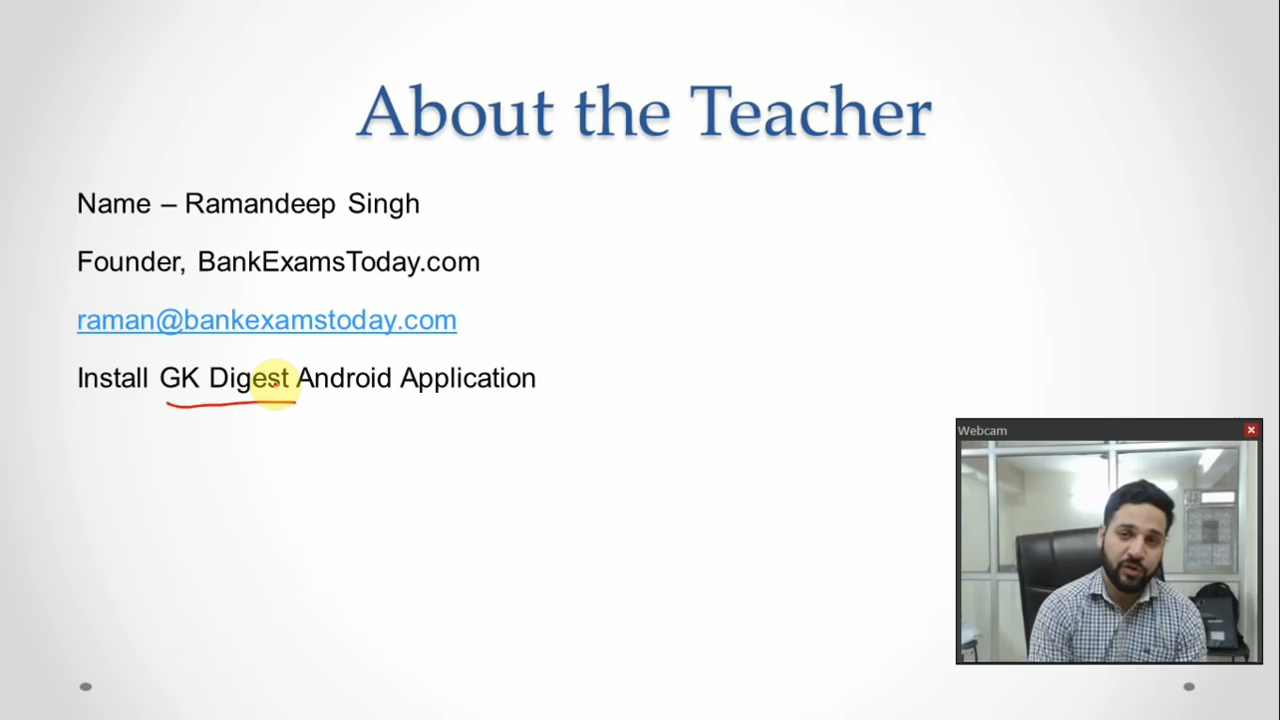 About the Teacher
Name – Ramandeep Singh
Founder, BankExamsToday.com
raman@bankexamstoday.com
Install GK Digest Android Application
Webcam